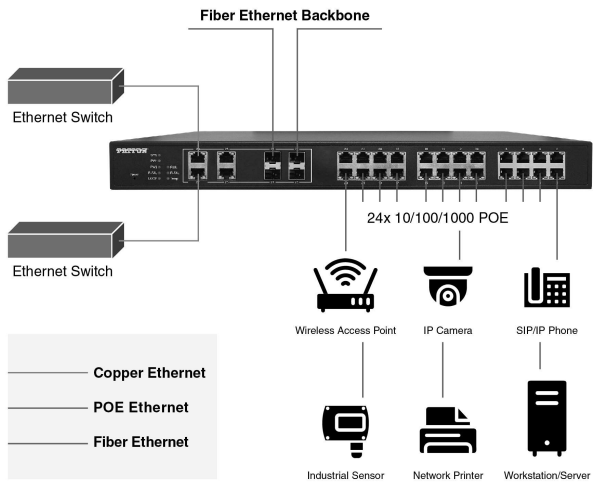 Fiber Ethernet Backbone
Ethernet Switch
PATTON
24x 10/100/1000 POE
Ethernet Switch
Wireless Access Point
IP Camera
SIP/IP Phone
Copper Ethernet
POE Ethernet
Fiber Ethernet
Industrial Sensor
Network Printer
Workstation/Server